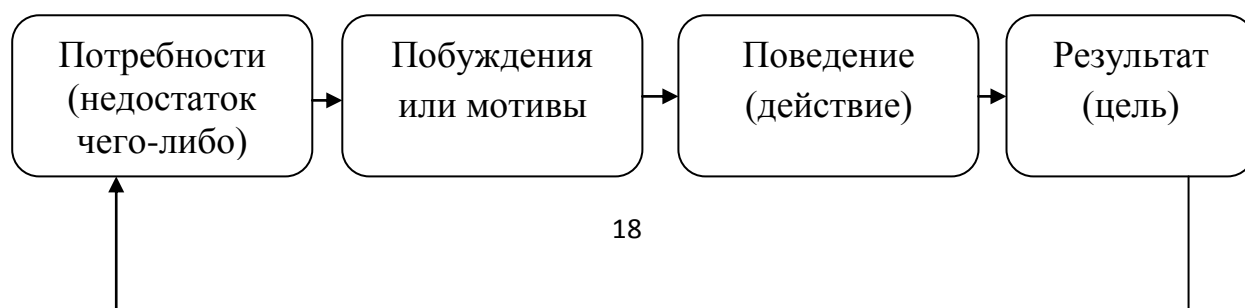 Потребности
(недостаток
чего-либо)
Побуждения
или мотивы
Поведение
(действие)
Результат
(цель)
18